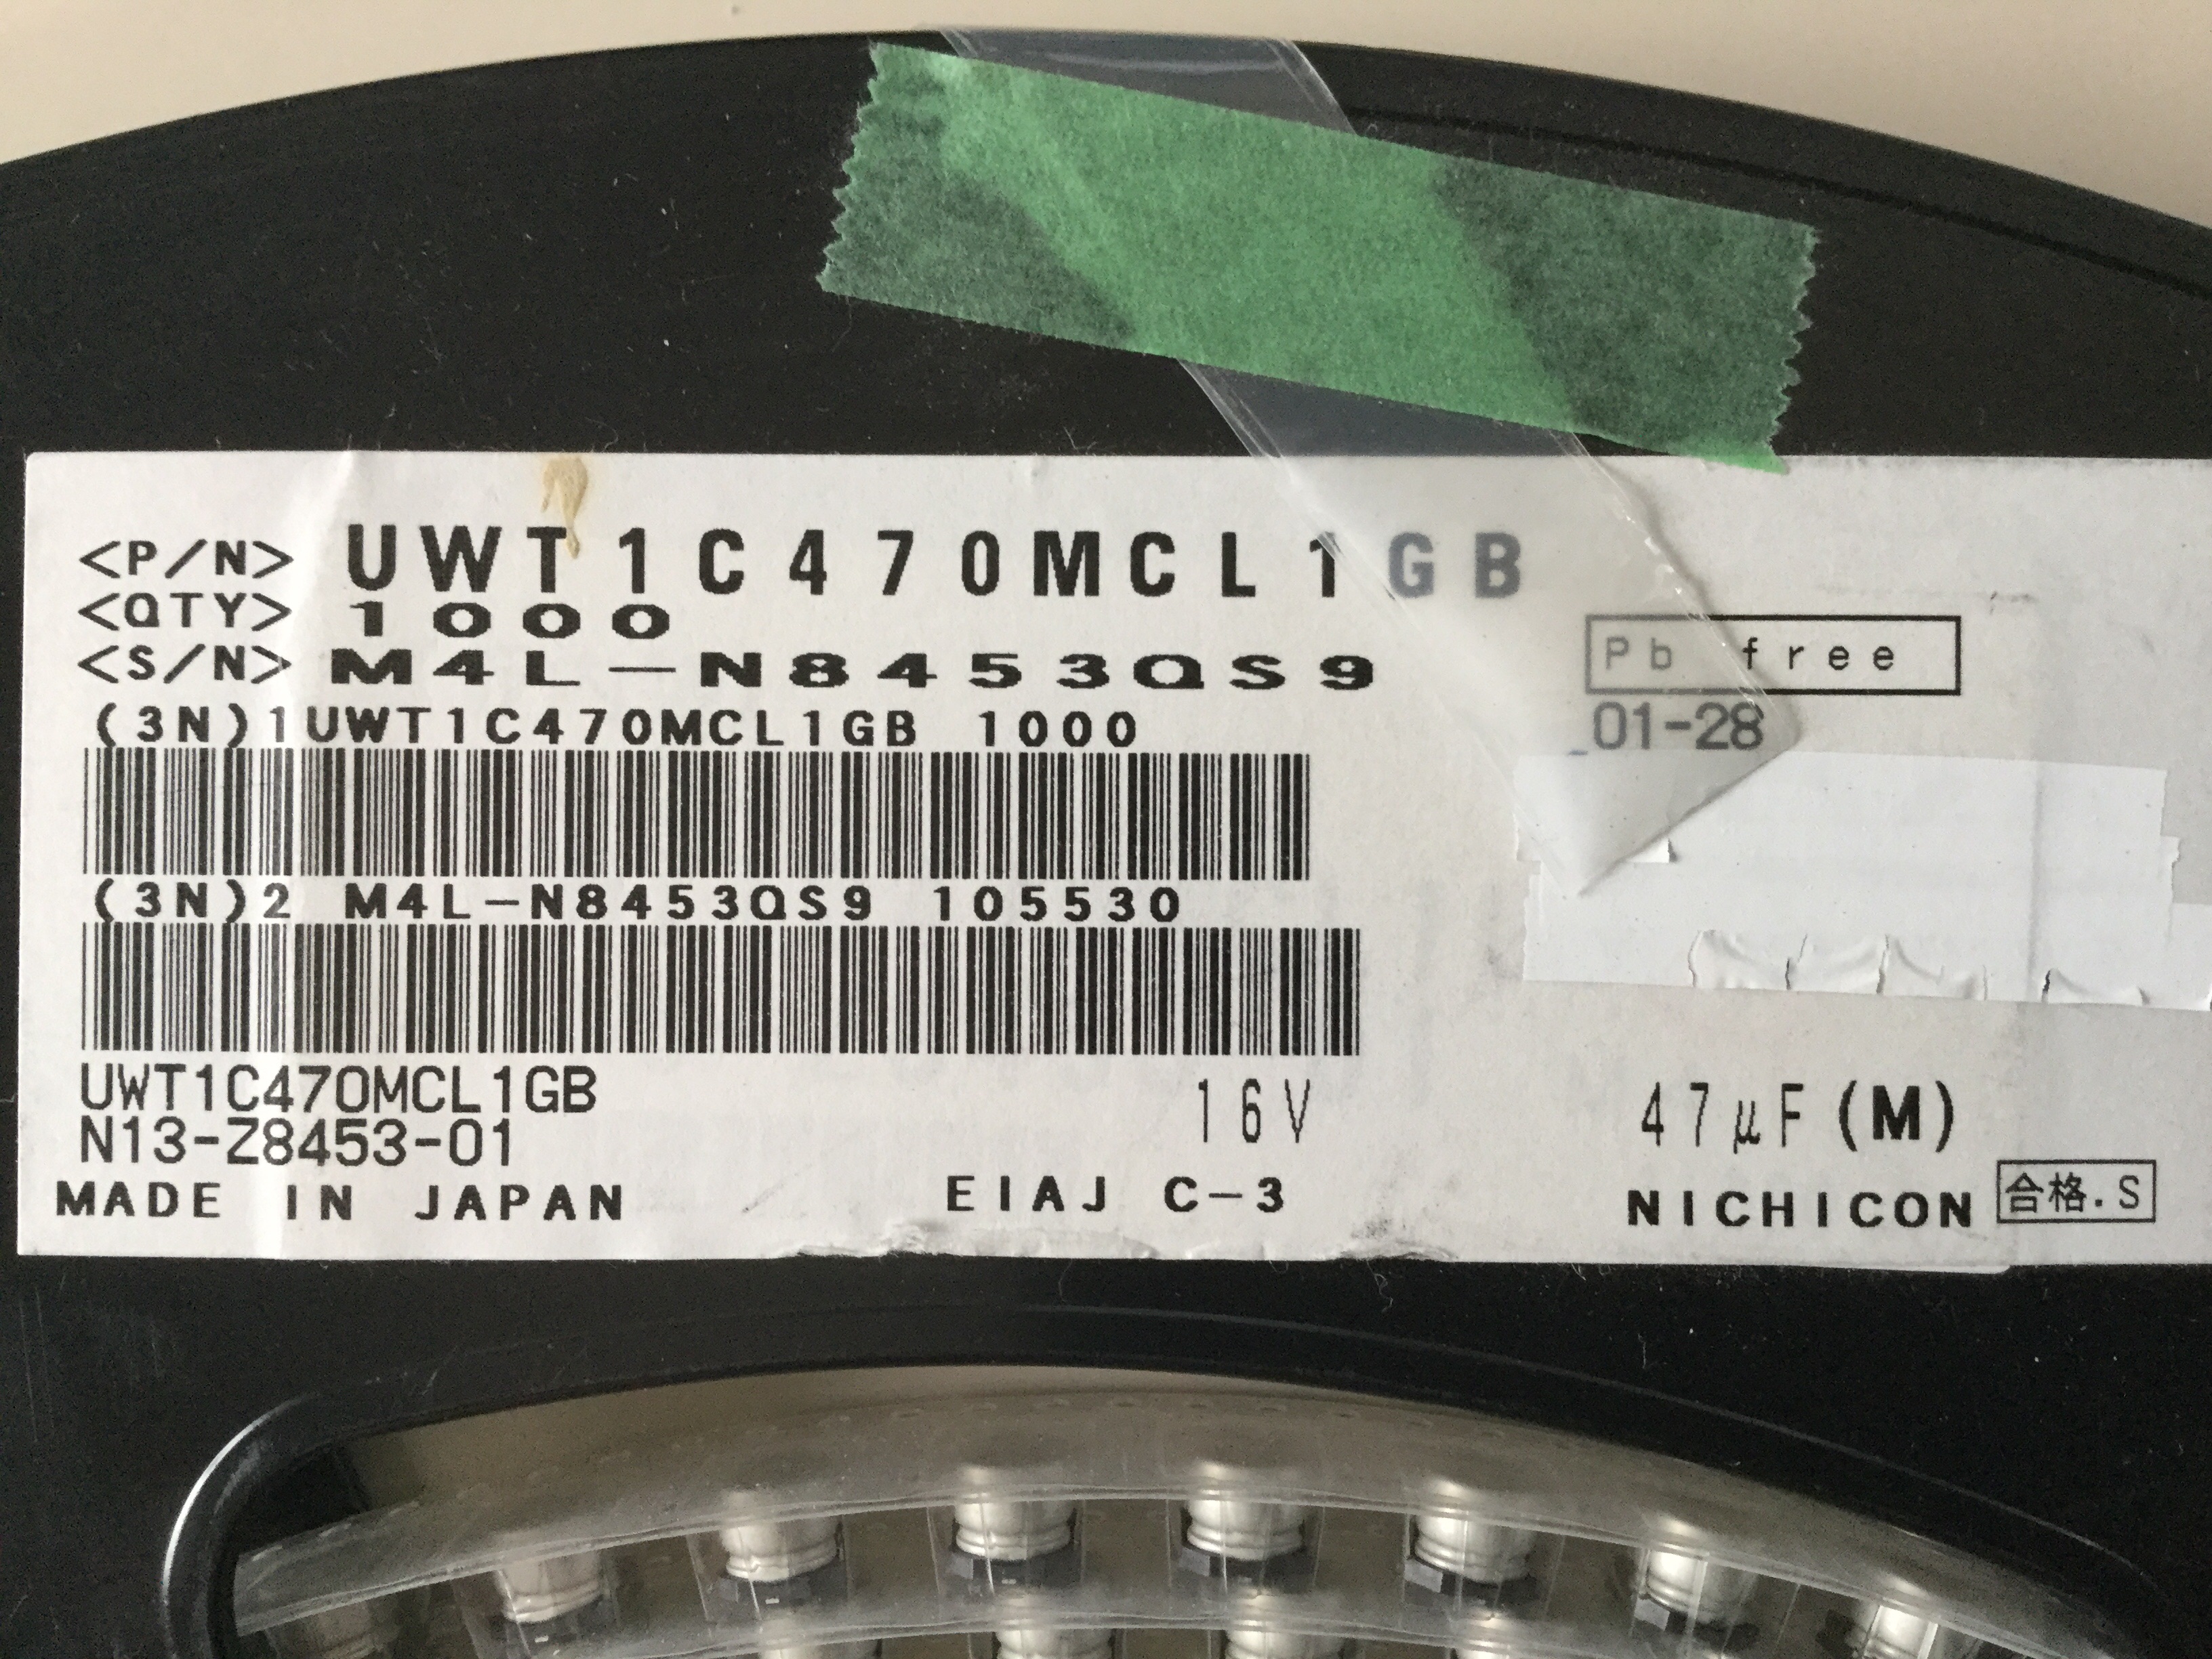 <P/N> UWT1C470MCL1GB
<QTY> 1000
<S/N> M4L-N8453QS9
Pb free
(3N)1UWT1C470MCL1GB 1000
_01-28
(3N)2 M4L-N8453QS9 105530
UWT1C470MCL1GB
16V 47μF(M)
N13-Z8453-01
MADE IN JAPAN EIAJ C-3 NICHICON 合格.S